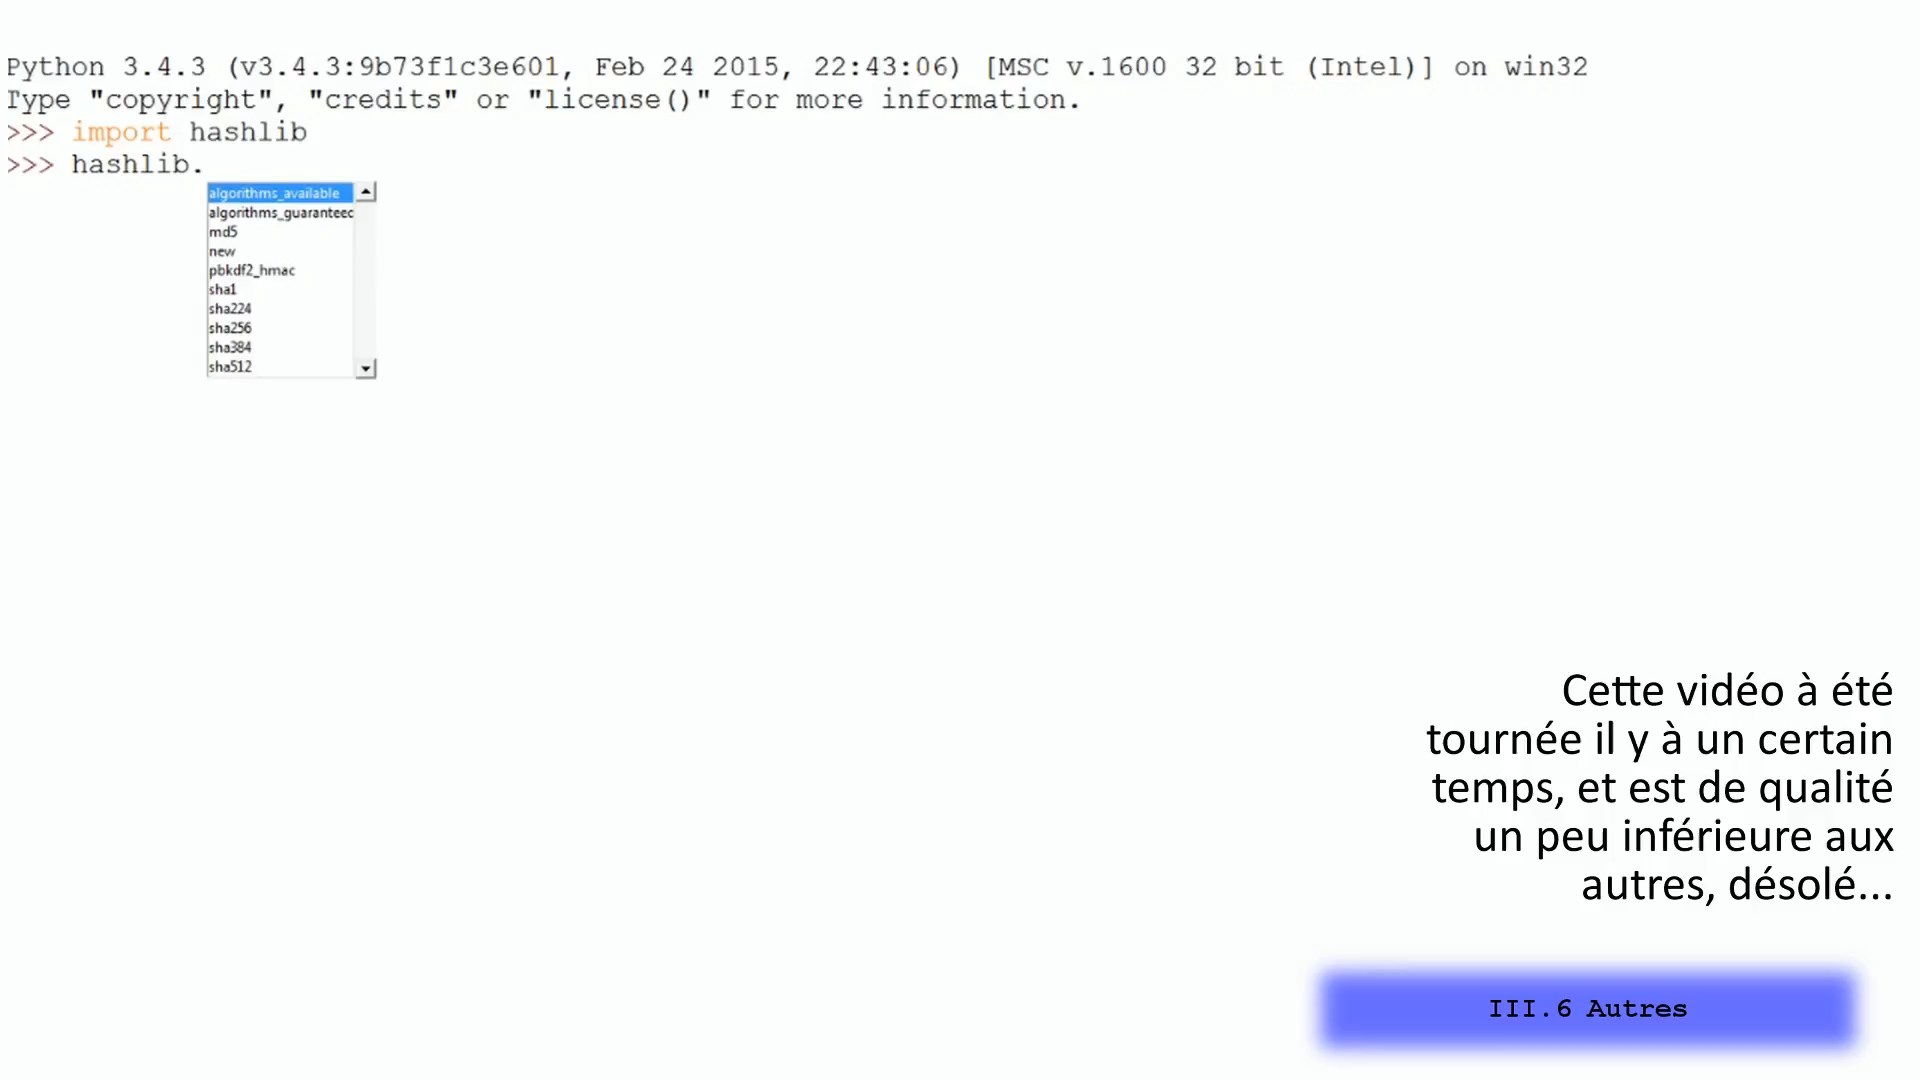 Python 3.4.3 (v3.4.3:9b73f1c3e601, Feb 24 2015, 22:43:06) [MSC v.1600 32 bit (Intel)] on win32
Type "copyright", "credits" or "license()" for more information.
>>> import hashlib
>>> hashlib.
algorithms_available
algorithms_guaranteed
md5
new
pbkdf2_hmac
sha1
sha224
sha256
sha384
sha512
Cette vidéo à été
tournée il y à un certain
temps, et est de qualité
un peu inférieure aux
autres, désolé...
III.6 Autres